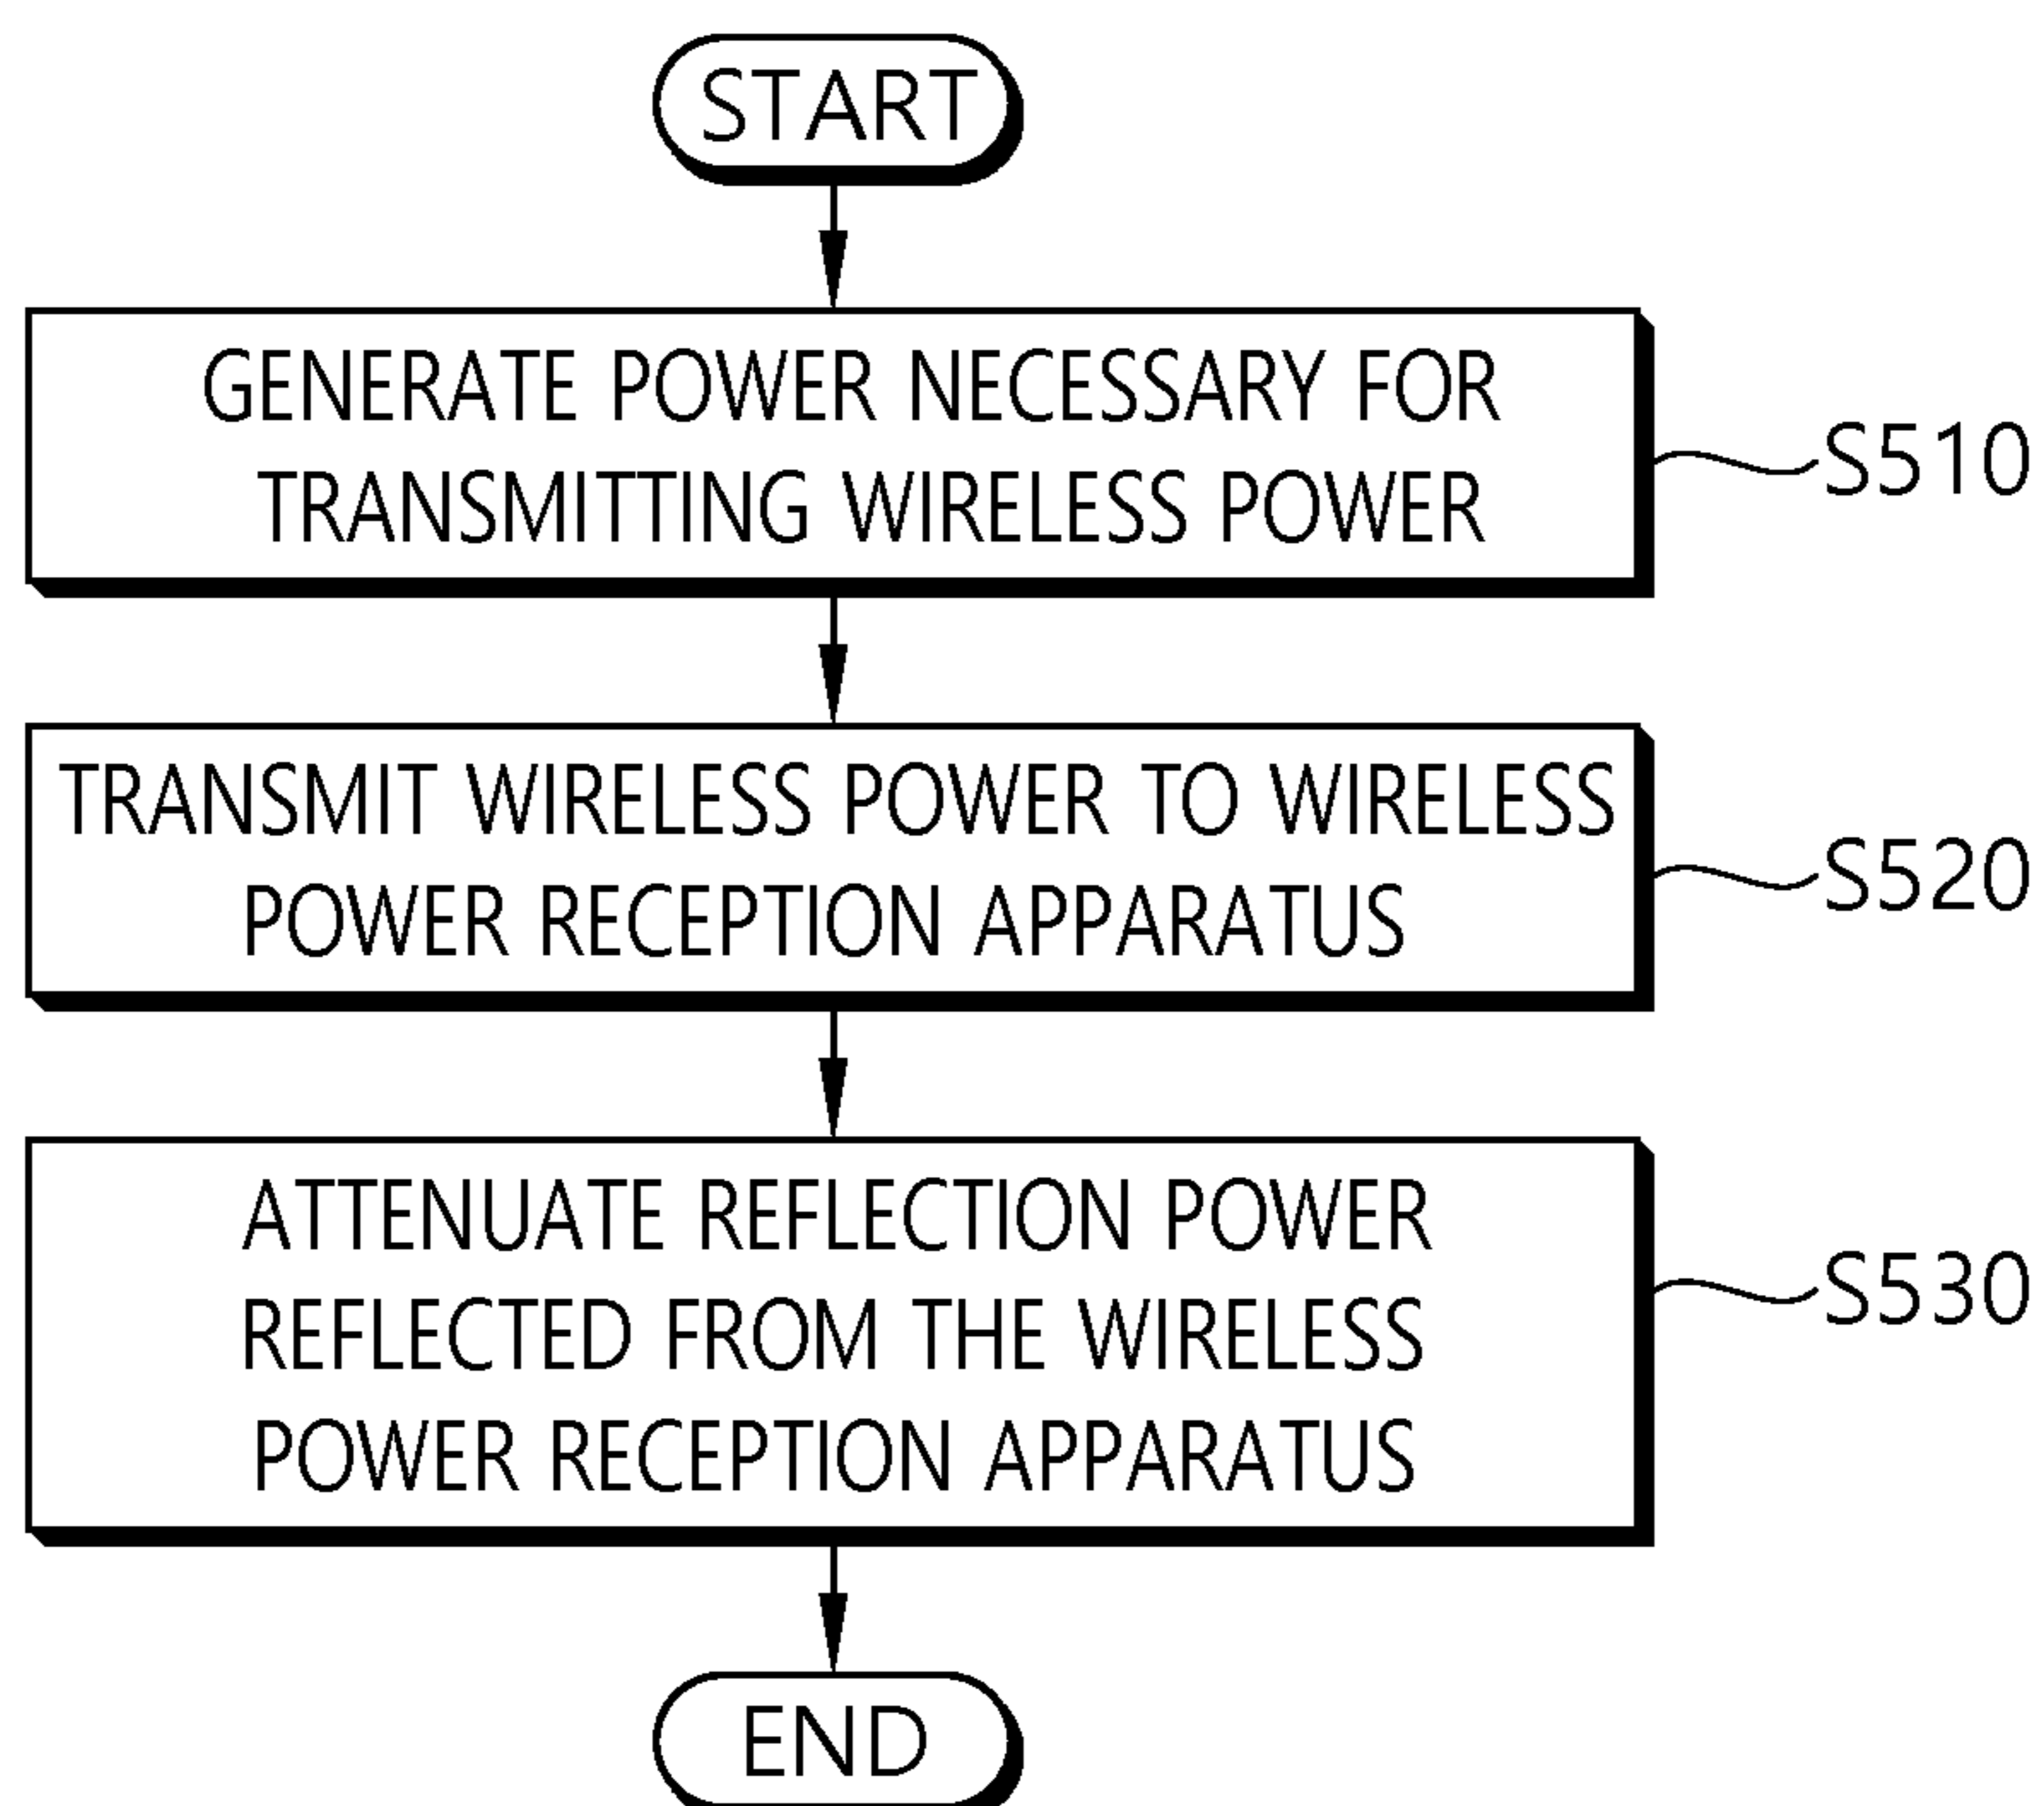 START
GENERATE POWER NECESSARY FOR
TRANSMITTING WIRELESS POWER
S510
TRANSMIT WIRELESS POWER TO WIRELESS
POWER RECEPTION APPARATUS
S520
ATTENUATE REFLECTION POWER
REFLECTED FROM THE WIRELESS
POWER RECEPTION APPARATUS
S530
END